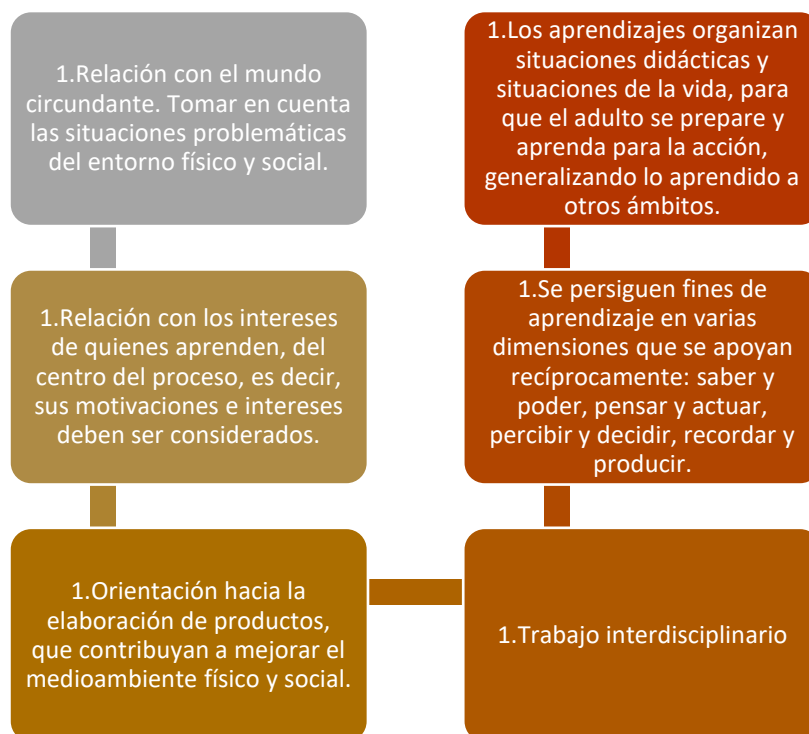 1.Relación con el mundo
circundante. Tomar en cuenta
las situaciones problemáticas
del entorno físico y social.
1.Relación con los intereses
de quienes aprenden, del
centro del proceso, es decir,
sus motivaciones e intereses
deben ser considerados.
1.Orientación hacia la
elaboración de productos,
que contribuyan a mejorar el
medioambiente físico y social.
1.Trabajo interdisciplinario
1.Se persiguen fines de
aprendizaje en varias
dimensiones que se apoyan
recíprocamente: saber y
poder, pensar y actuar,
percibir y decidir, recordar y
producir.
1.Los aprendizajes organizan
situaciones didácticas y
situaciones de la vida, para
que el adulto se prepare y
aprenda para la acción,
generalizando lo aprendido a
otros ámbitos.